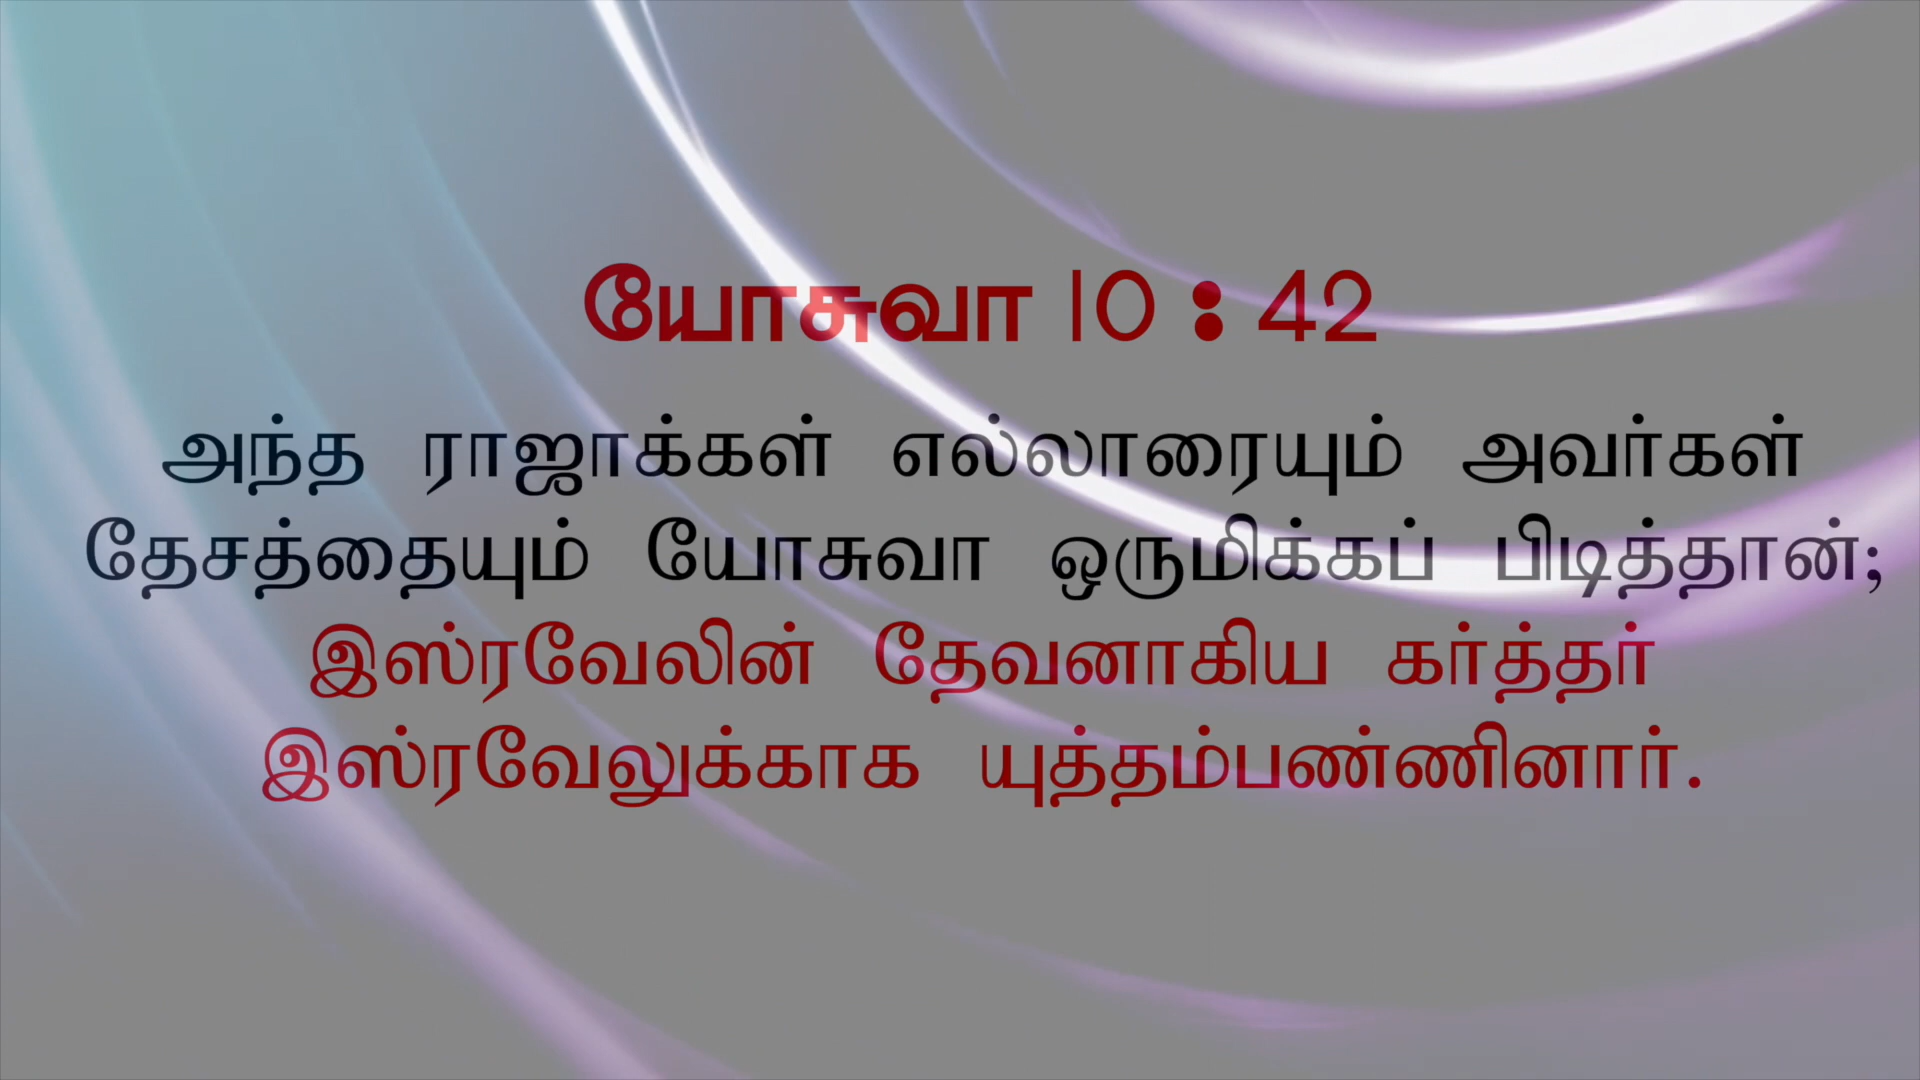 யோசுவா 10 : 42
அந்த ராஜாக்கள் எல்லாரையும் அவர்கள்
தேசத்தையும் யோசுவா ஒருமிக்கப் பிடித்தான்;
இஸ்ரவேலின் தேவனாகிய கர்த்தர்
இஸ்ரவேலுக்காக யுத்தம்பண்ணினார்.